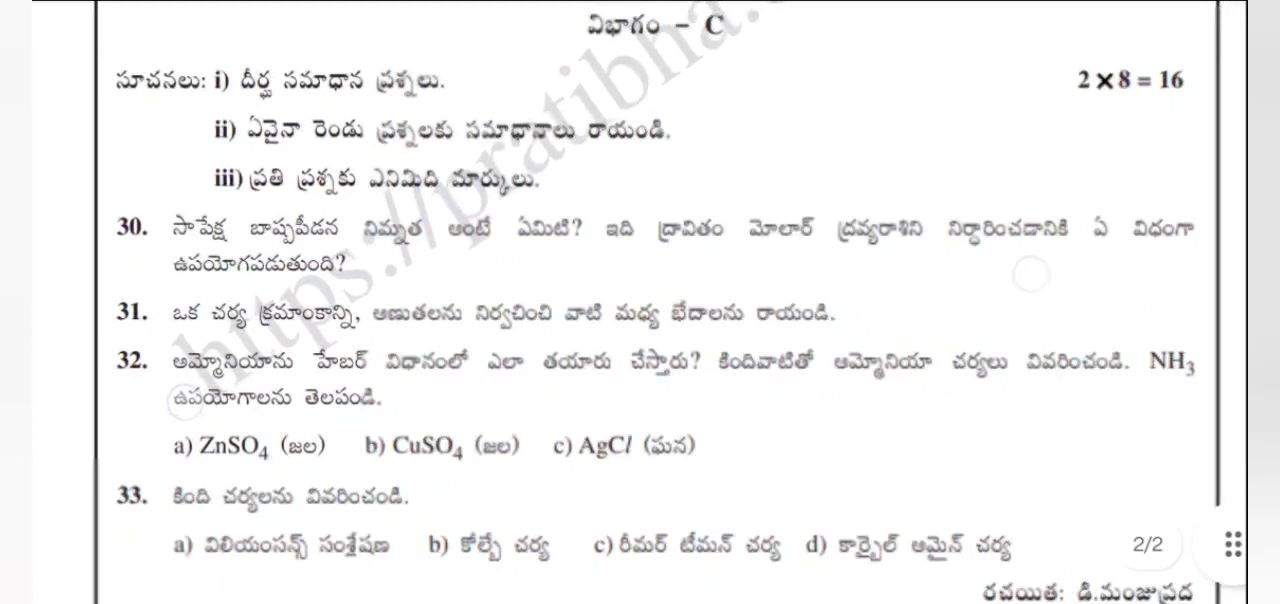 విభాగం – C
సూచనలు: i) దీర్ఘ సమాధాన ప్రశ్నలు. 2 × 8 = 16
ii) ఏవైనా రెండు ప్రశ్నలకు సమాధానాలు రాయండి.
iii) ప్రతి ప్రశ్నకు ఎనిమిది మార్కులు.
30. సాపేక్ష బాష్పపీడన నిమ్నత అంటే ఏమిటి? ఇది ద్రావితం మోలార్ ద్రవ్యరాశిని నిర్ధారించడానికి ఏ విధంగా
ఉపయోగపడుతుంది?
31. ఒక చర్య క్రమాంకాన్ని, అణుతలను నిర్వచించి వాటి మధ్య భేదాలను రాయండి.
32. అమ్మోనియాను హేబర్ విధానంలో ఎలా తయారు చేస్తారు? కిందివాటితో అమ్మోనియా చర్యలు వివరించండి. NH₃
ఉపయోగాలను తెలపండి.
a) ZnSO₄ (జల) b) CuSO₄ (జల) c) AgCl (ఘన)
33. కింది చర్యలను వివరించండి.
a) విలియంసన్స్ సంశ్లేషణ b) కోల్బే చర్య c) రీమర్ టీమన్ చర్య d) కార్బైల్ అమైన్ చర్య
2/2
రచయిత: డి.మంజుప్రద
https://pratibha.